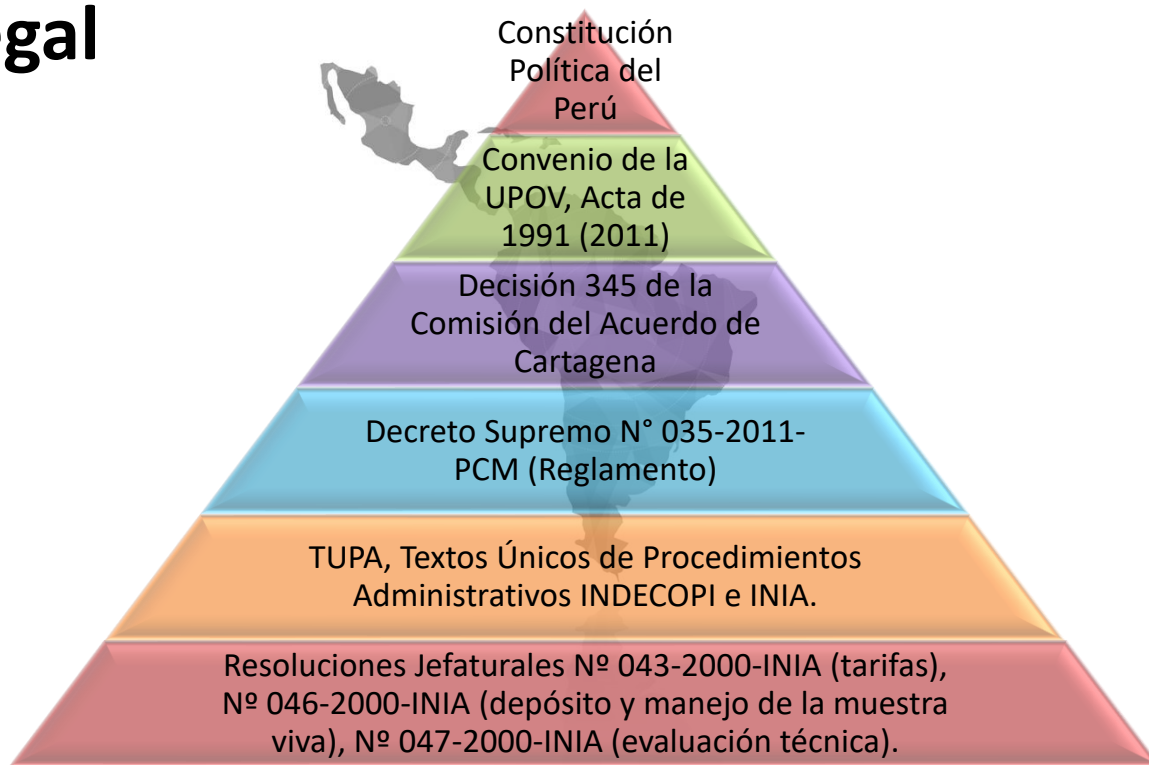 egal
Constitución
Política del
Perú
Convenio de la
UPOV, Acta de
1991 (2011)
Decisión 345 de la
Comisión del Acuerdo de
Cartagena
Decreto Supremo N° 035-2011-
PCM (Reglamento)
TUPA, Textos Únicos de Procedimientos
Administrativos INDECOPI e INIA.
Resoluciones Jefaturales Nº 043-2000-INIA (tarifas),
Nº 046-2000-INIA (depósito y manejo de la muestra
viva), Nº 047-2000-INIA (evaluación técnica).